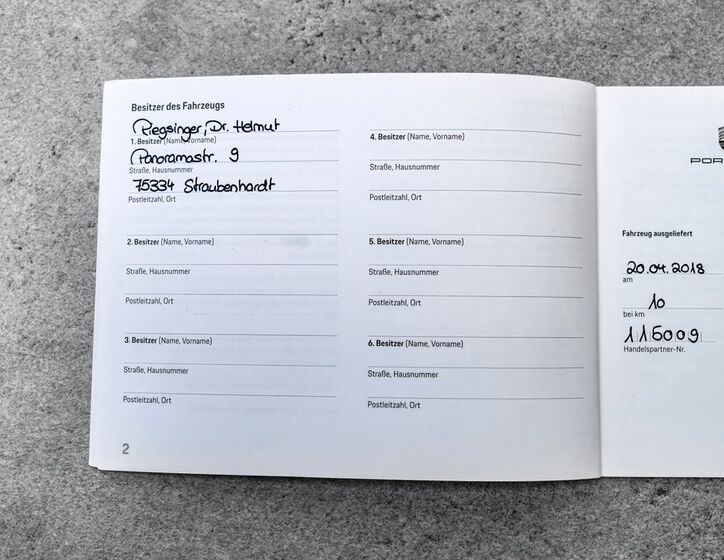 Besitzer des Fahrzeugs
Riegsinger, Dr. Helmut
1. Besitzer (Name, Vorname)
Panoramastr. 9
Straße, Hausnummer
75334 Straubenhardt
Postleitzahl, Ort
2. Besitzer (Name, Vorname)
Straße, Hausnummer
Postleitzahl, Ort
3. Besitzer (Name, Vorname)
Straße, Hausnummer
Postleitzahl, Ort
2
4. Besitzer (Name, Vorname)
Straße, Hausnummer
Postleitzahl, Ort
5. Besitzer (Name, Vorname)
Straße, Hausnummer
Postleitzahl, Ort
6. Besitzer (Name, Vorname)
Straße, Hausnummer
Postleitzahl, Ort
POR
Fahrzeug ausgeliefert
20.04.2018
am
10
bei km
115009
Handelspartner-Nr.